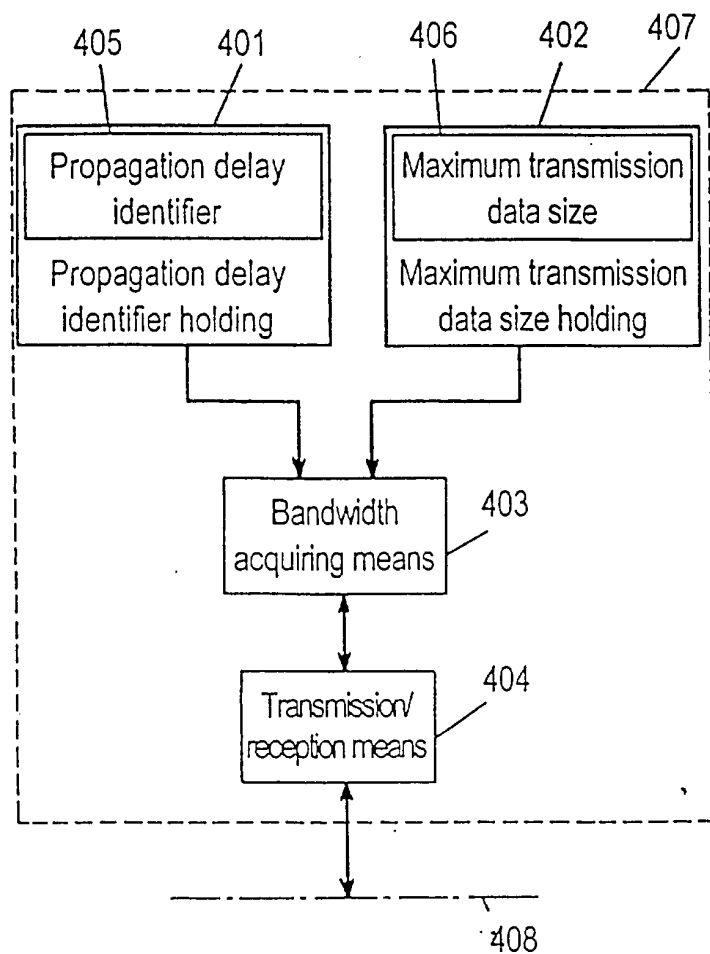 405
401
406
402
407
Propagation delay
identifier
Propagation delay
identifier holding
Maximum transmission
data size
Maximum transmission
data size holding
Bandwidth
acquiring means
403
Transmission/
reception means
404
408